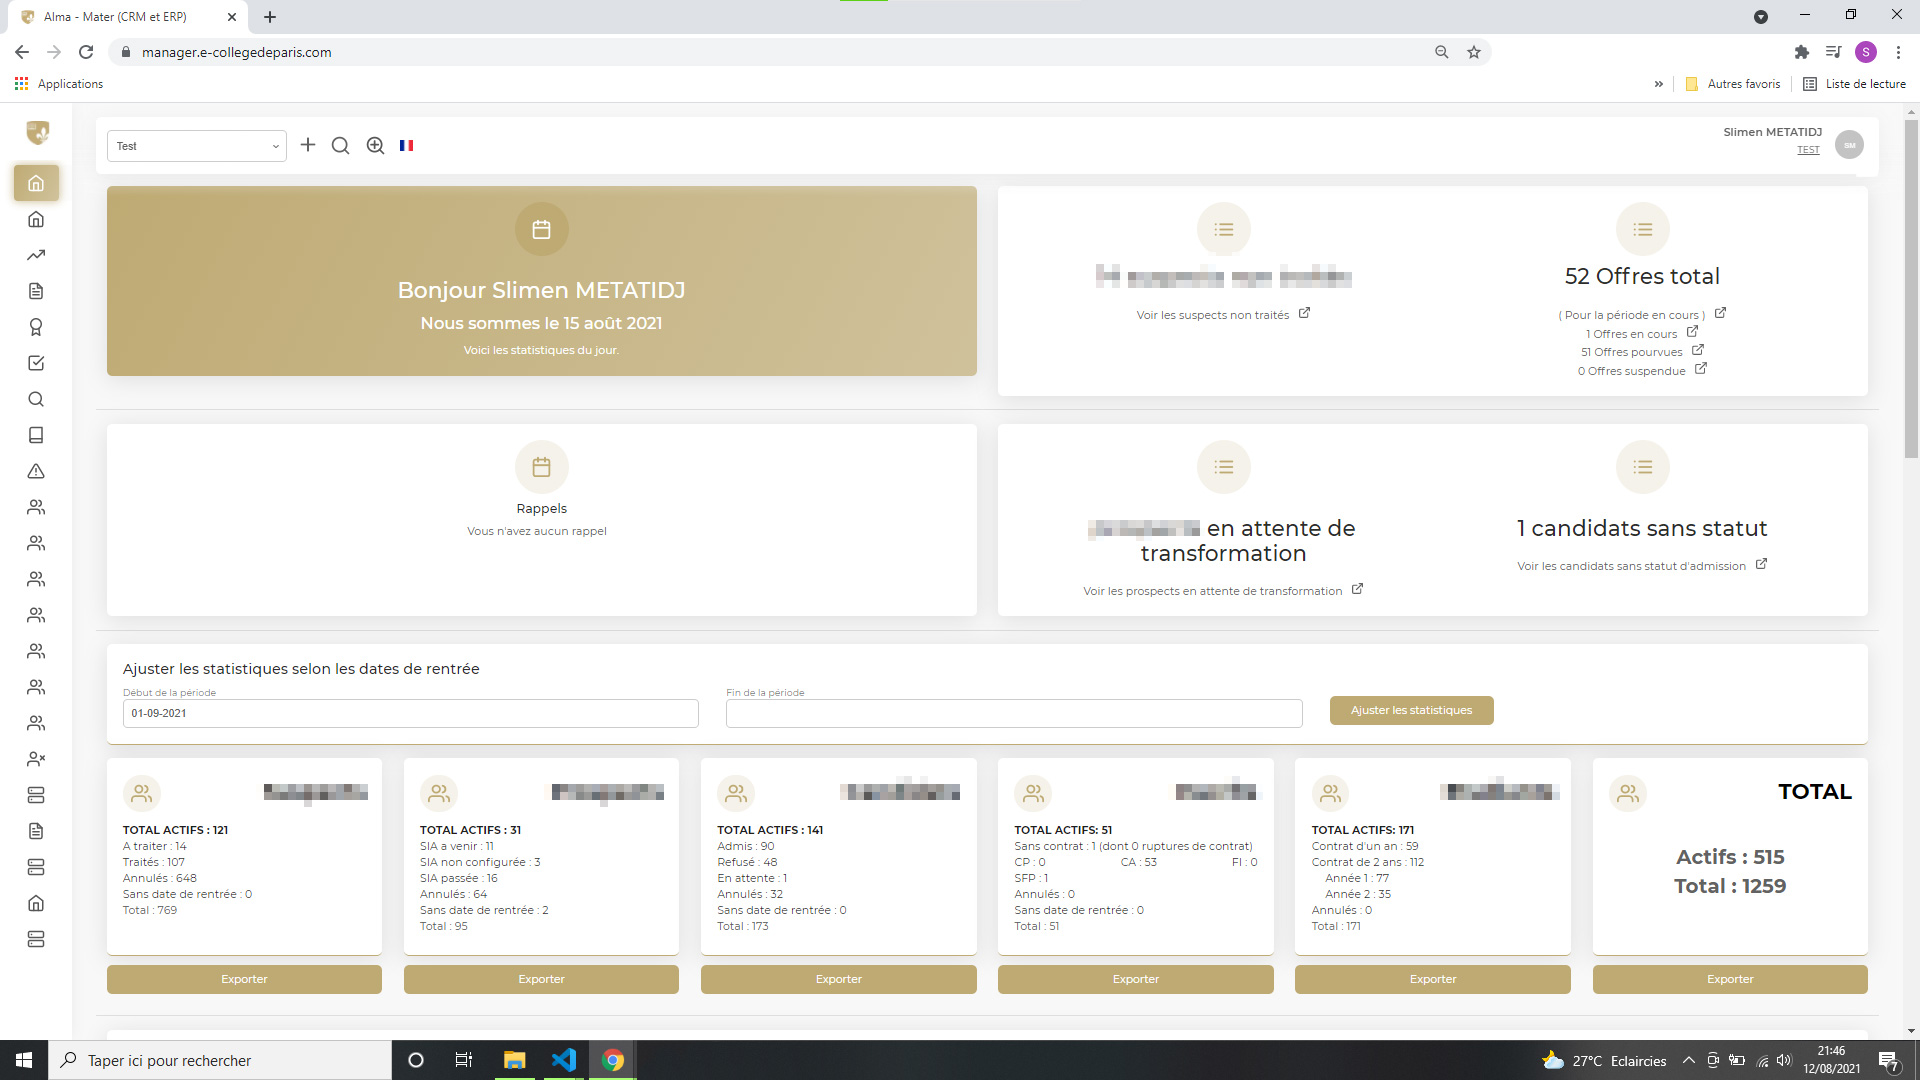 Alma - Mater (CRM et ERP)
manager.e-collegedeparis.com
S
Applications
»
Autres favoris
Liste de lecture
Test
Slimen METATIDJ
TEST
SM
Bonjour Slimen METATIDJ
Nous sommes le 15 août 2021
Voici les statistiques du jour.
Voir les suspects non traités
52 Offres total
( Pour la période en cours )
1 Offres en cours
51 Offres pourvues
0 Offres suspendue
Rappels
Vous n'avez aucun rappel
en attente de
transformation
Voir les prospects en attente de transformation
1 candidats sans statut
Voir les candidats sans statut d'admission
Ajuster les statistiques selon les dates de rentrée
Début de la période
01-09-2021
Fin de la période
Ajuster les statistiques
TOTAL ACTIFS : 121
A traiter : 14
Traités : 107
Annulés : 648
Sans date de rentrée : 0
Total : 769
Exporter
TOTAL ACTIFS : 31
SIA a venir : 11
SIA non configurée : 3
SIA passée : 16
Annulés : 64
Sans date de rentrée : 2
Total : 95
Exporter
TOTAL ACTIFS : 141
Admis : 90
Refusé : 48
En attente : 1
Annulés : 32
Sans date de rentrée : 0
Total : 173
Exporter
TOTAL ACTIFS: 51
Sans contrat : 1 (dont 0 ruptures de contrat)
CP : 0 CA : 53 FI : 0
SFP : 1
Annulés : 0
Sans date de rentrée : 0
Total : 51
Exporter
TOTAL ACTIFS: 171
Contrat d'un an : 59
Contrat de 2 ans : 112
Année 1 : 77
Année 2 : 35
Annulés : 0
Total : 171
Exporter
TOTAL
Actifs : 515
Total : 1259
Exporter
Taper ici pour rechercher
27°C Eclaircies
21:46
12/08/2021
7